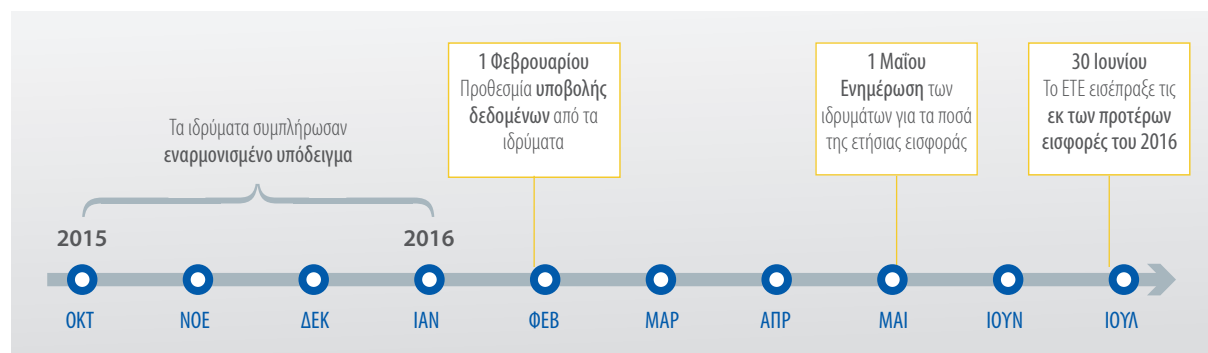 Τα ιδρύματα συμπλήρωσαν
εναρμονισμένο υπόδειγμα
1 Φεβρουαρίου
Προθεσμία υποβολής
δεδομένων από τα
ιδρύματα
1 Μαΐου
Ενημέρωση των
ιδρυμάτων για τα ποσά
της ετήσιας εισφοράς
30 Ιουνίου
Το ΕΤΕ εισέπραξε τις
εκ των προτέρων
εισφορές του 2016
2015
2016
ΟΚΤ
ΝΟΕ
ΔΕΚ
ΙΑΝ
ΦΕΒ
ΜΑΡ
ΑΠΡ
ΜΑΙ
ΙΟΥΝ
ΙΟΥΛ